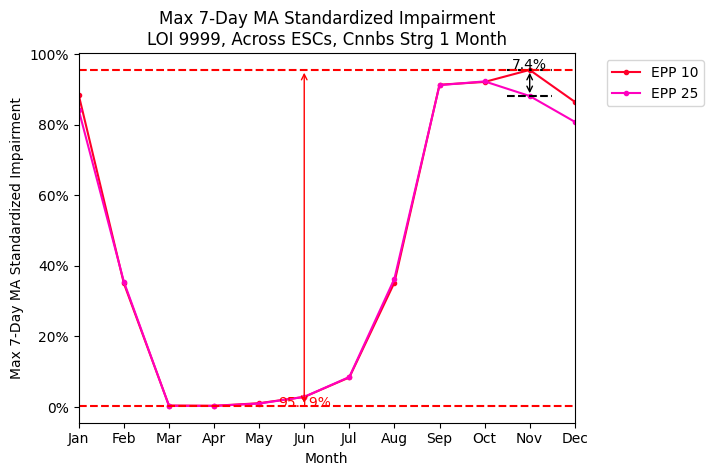 Max 7-Day MA Standardized Impairment
LOI 9999, Across ESCs, Cnnbs Strg 1 Month
Max 7-Day MA Standardized Impairment
100%
80%
60%
40%
20%
0%
7.4%
Jan Feb Mar Apr May Jun Jul Aug Sep Oct Nov Dec
Month
EPP 10
EPP 25